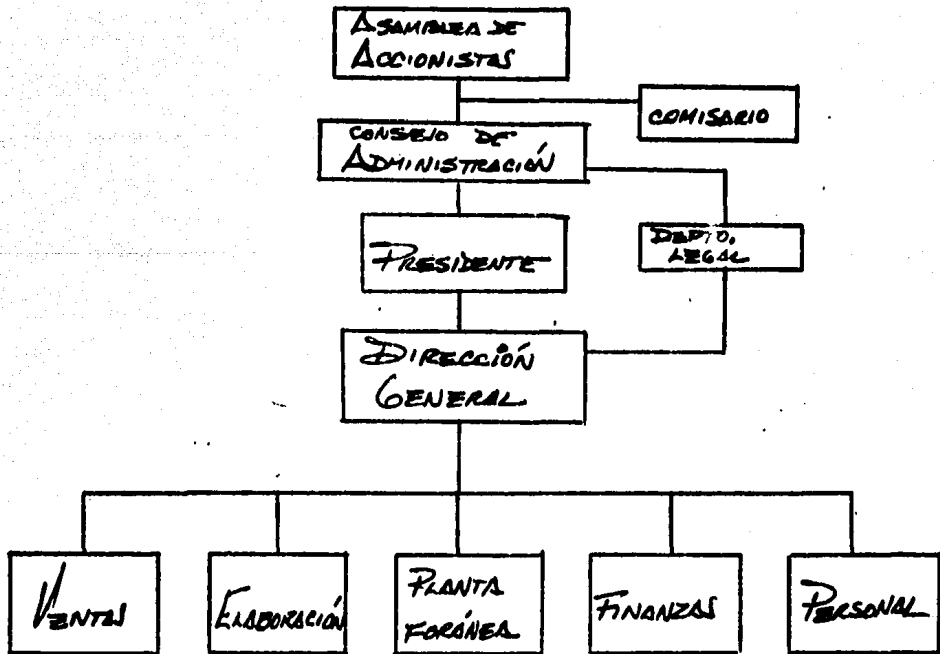 ASAMBLEA DE
ACCIONISTAS
COMISARIO
CONSEJO DE
ADMINISTRACIÓN
PRESIDENTE
DEPTO.
LEGAL
DIRECCIÓN
GENERAL
VENTAS
ELABORACIÓN
PLANTA
FORÁNEA
FINANZAS
PERSONAL